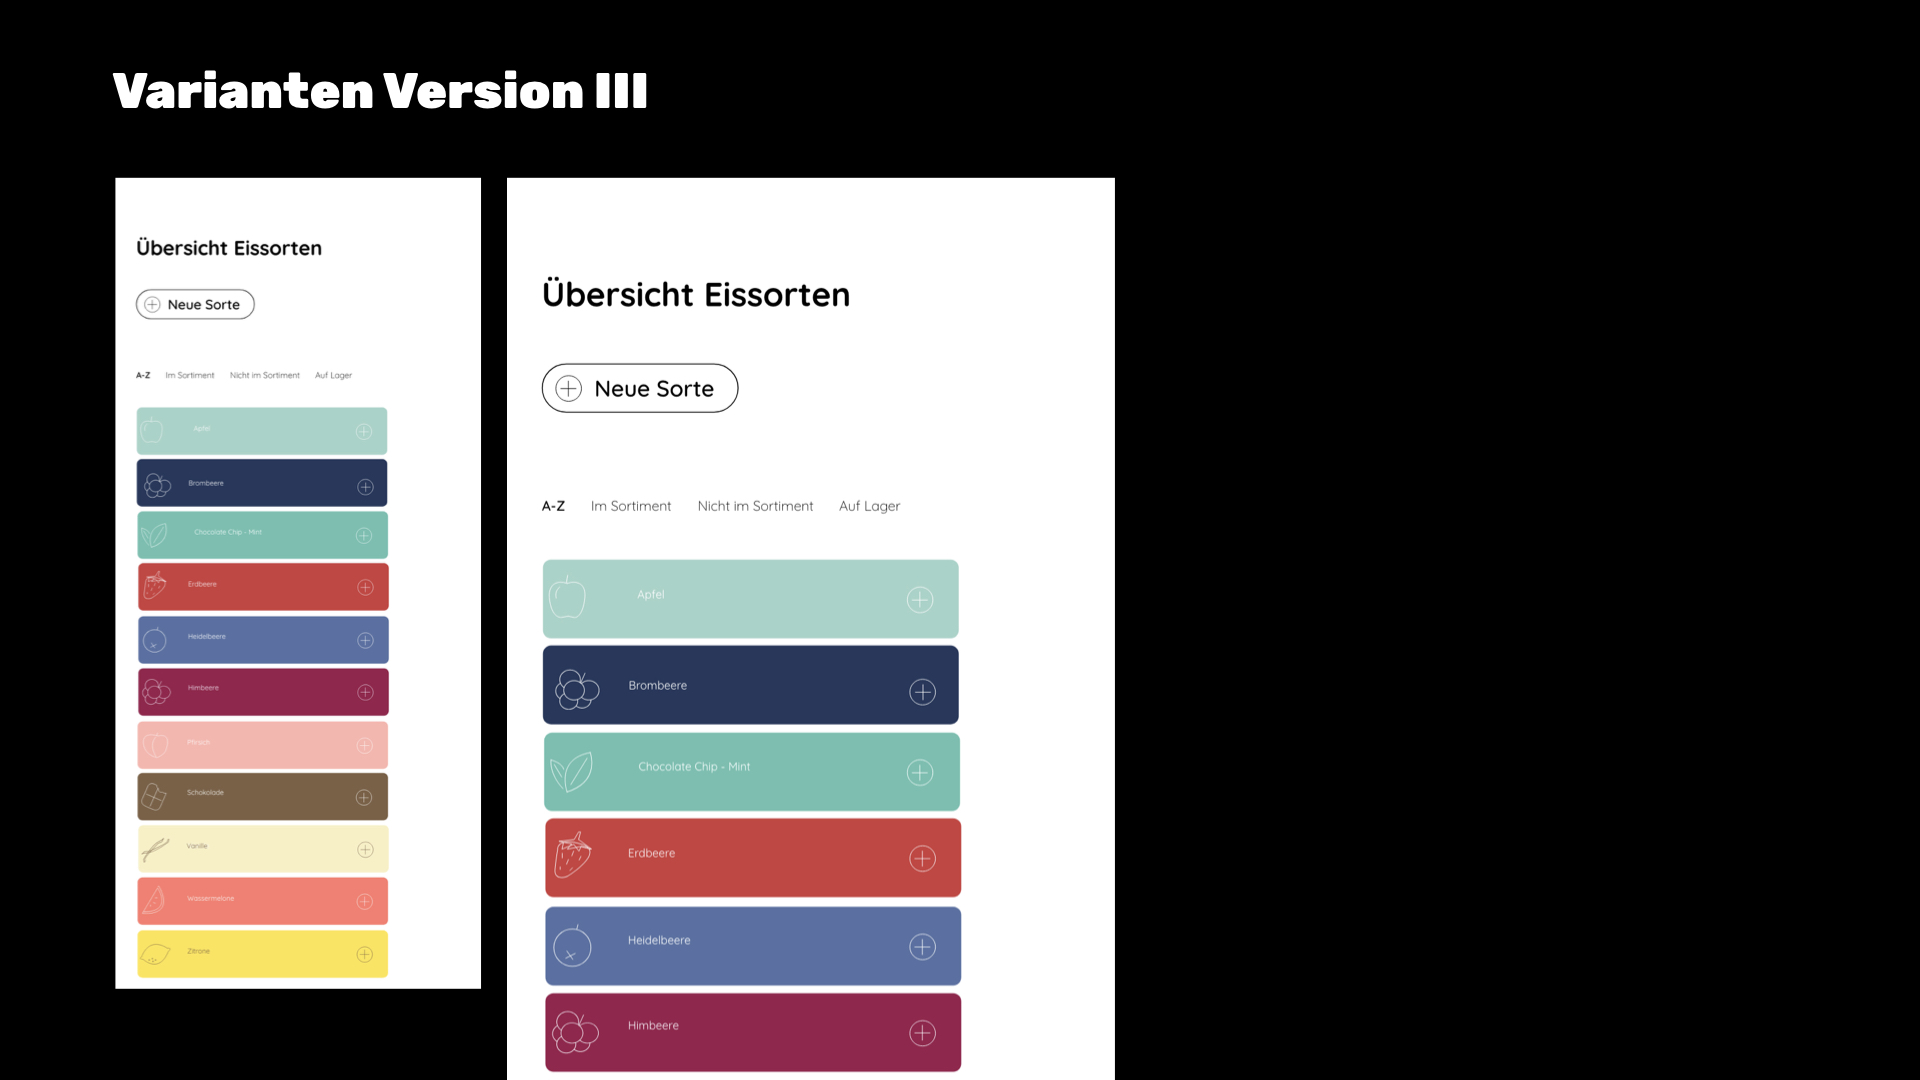 Varianten Version III
Übersicht Eissorten
Neue Sorte
A-Z Im Sortiment Nicht im Sortiment Auf Lager
Apfel
Brombeere
Chocolate Chip - Mint
Erdbeere
Heidelbeere
Himbeere
Pfirsich
Schokolade
Vanille
Wassermelone
Zitrone
Übersicht Eissorten
Neue Sorte
A-Z Im Sortiment Nicht im Sortiment Auf Lager
Apfel
Brombeere
Chocolate Chip - Mint
Erdbeere
Heidelbeere
Himbeere